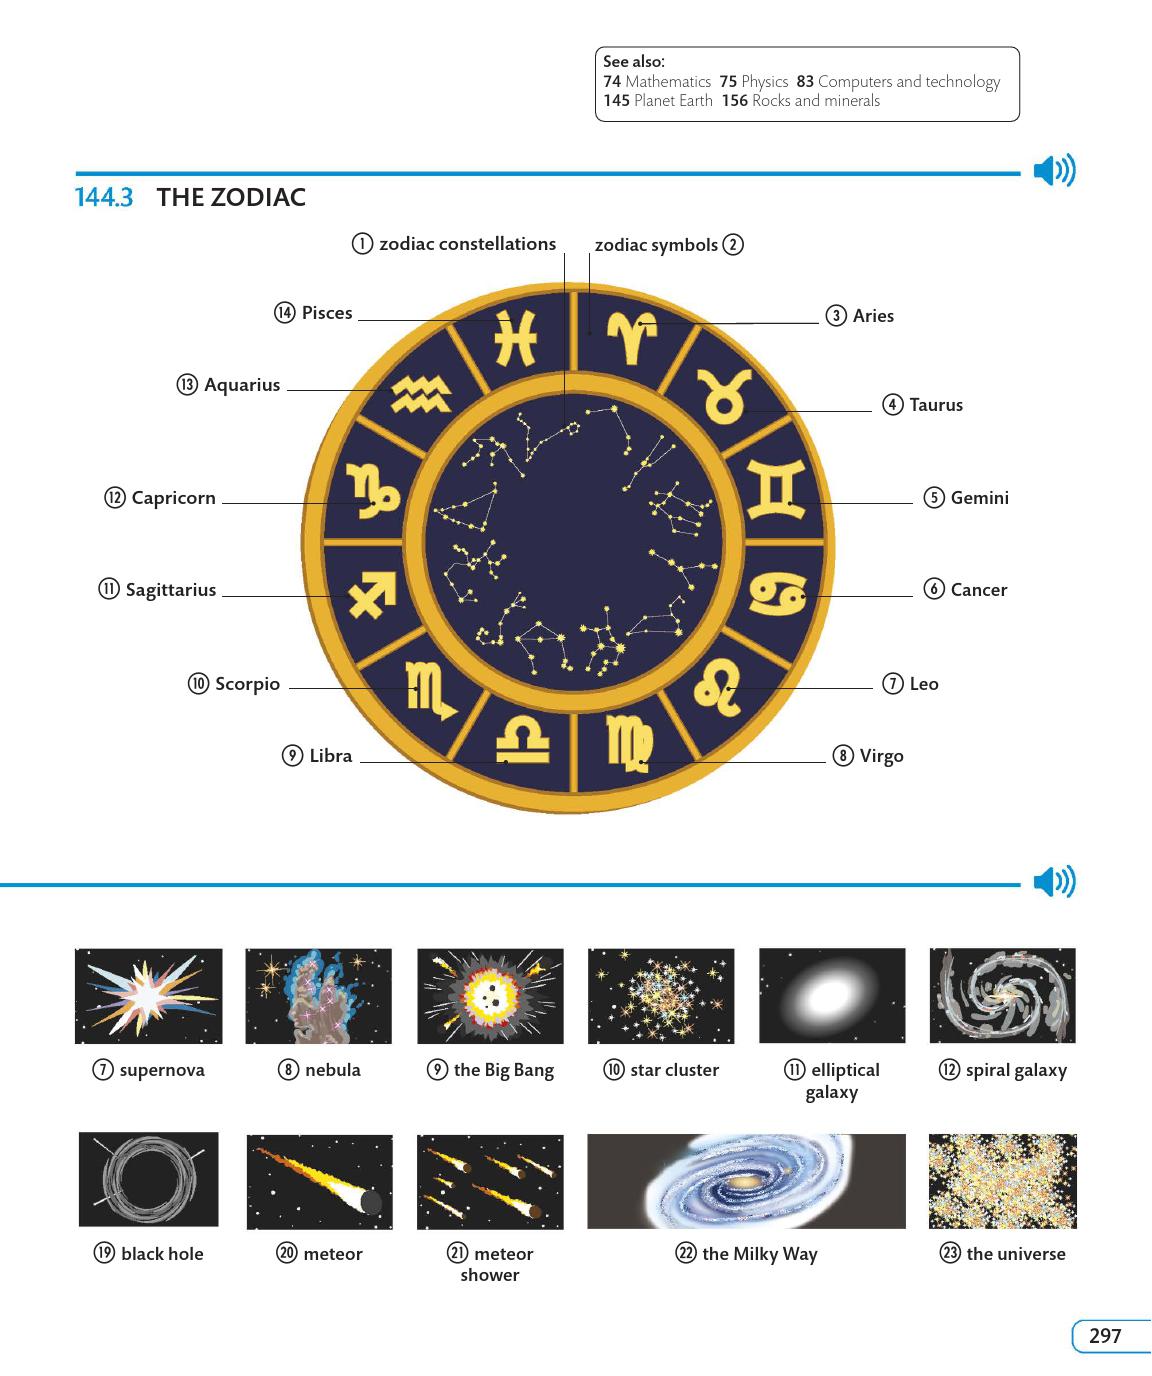 See also:
74 Mathematics 75 Physics 83 Computers and technology
145 Planet Earth 156 Rocks and minerals
144.3 THE ZODIAC
1 zodiac constellations
zodiac symbols 2
14 Pisces
3 Aries
13 Aquarius
4 Taurus
12 Capricorn
5 Gemini
11 Sagittarius
6 Cancer
10 Scorpio
7 Leo
9 Libra
8 Virgo
7 supernova
8 nebula
9 the Big Bang
10 star cluster
11 elliptical
galaxy
12 spiral galaxy
19 black hole
20 meteor
21 meteor
shower
22 the Milky Way
23 the universe
297